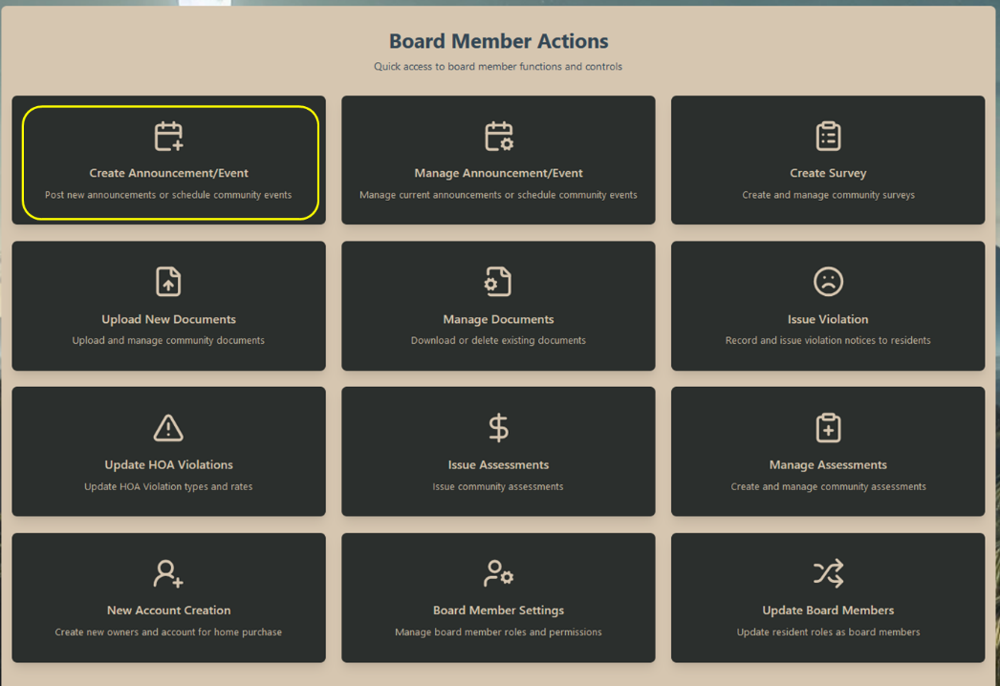 Board Member Actions
Quick access to board member functions and controls
Create Announcement/Event
Post new announcements or schedule community events
Manage Announcement/Event
Manage current announcements or schedule community events
Create Survey
Create and manage community surveys
Upload New Documents
Upload and manage community documents
Manage Documents
Download or delete existing documents
Issue Violation
Record and issue violation notices to residents
Update HOA Violations
Update HOA Violation types and rates
Issue Assessments
Issue community assessments
Manage Assessments
Create and manage community assessments
New Account Creation
Create new owners and account for home purchase
Board Member Settings
Manage board member roles and permissions
Update Board Members
Update resident roles as board members